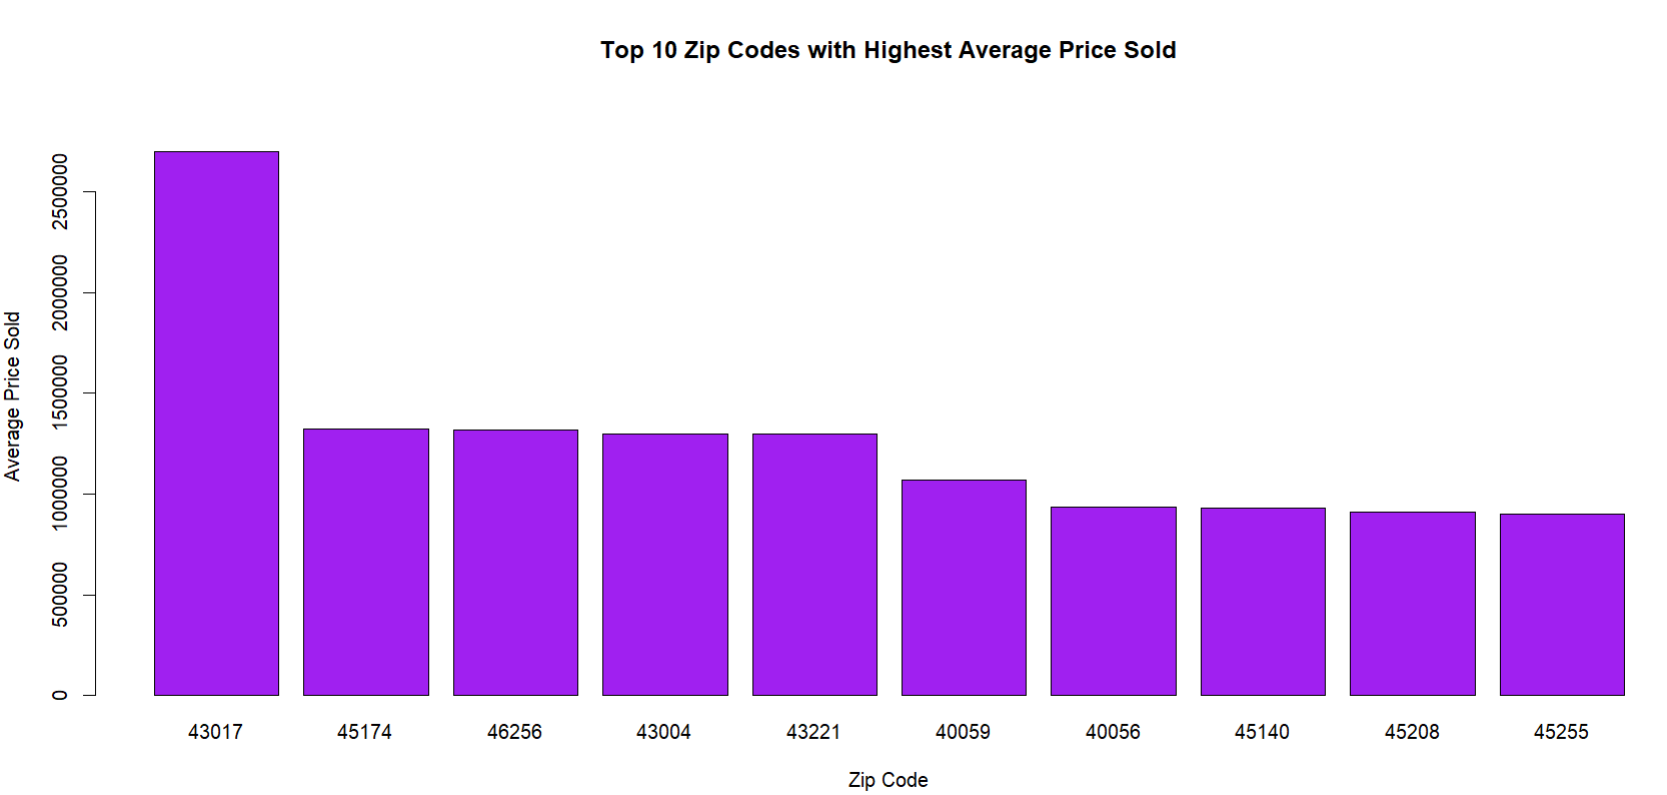 Top 10 Zip Codes with Highest Average Price Sold
Average Price Sold
2500000
2000000
1500000
1000000
500000
0
43017 45174 46256 43004 43221 40059 40056 45140 45208 45255
Zip Code